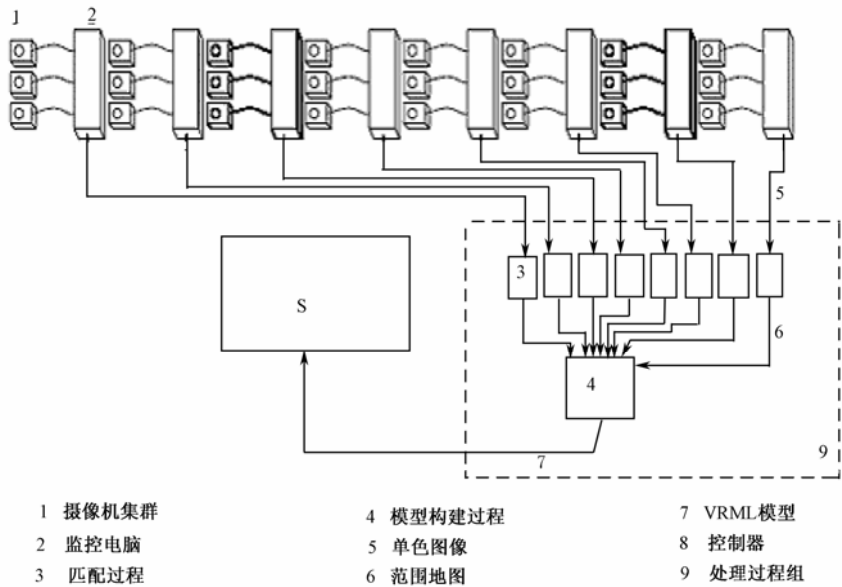 1
2
5
3
S
6
4
7
9
1 摄像机集群
2 监控电脑
3 匹配过程
4 模型构建过程
5 单色图像
6 范围地图
7 VRML模型
8 控制器
9 处理过程组